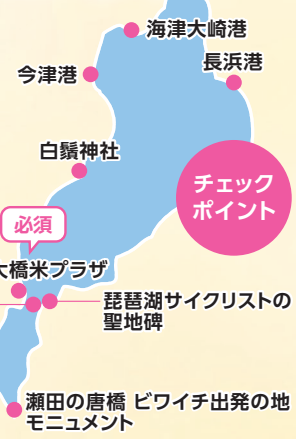 海津大崎港
長浜港
今津港
白鬚神社
チェック
ポイント
必須
大橋米プラザ
琵琶湖サイクリストの
聖地碑
瀬田の唐橋 ビワイチ出発の地
モニュメント